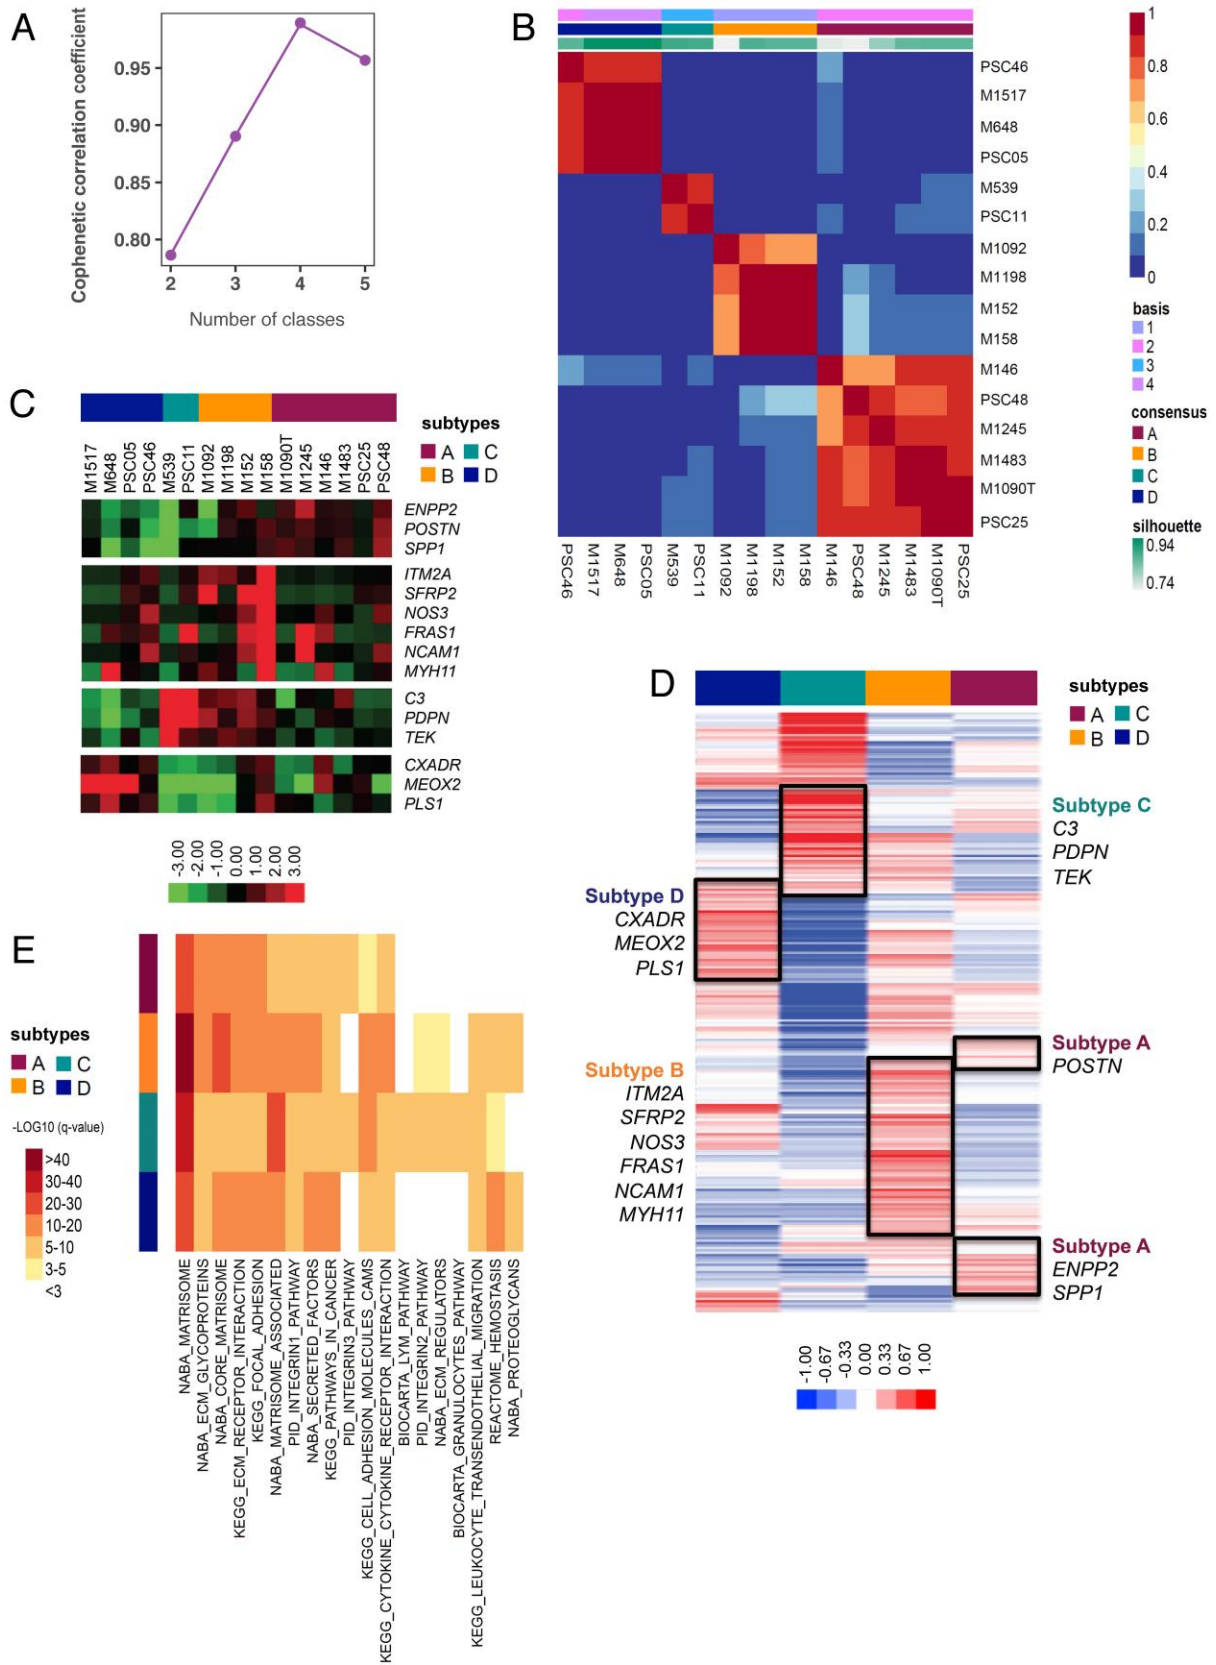 A
Cophenetic correlation coefficient
0.95
0.90
0.85
0.80
2 3 4 5
Number of classes
B
PSC46
M1517
M648
PSC05
M539
PSC11
M1092
M1198
M152
M158
M146
PSC48
M1245
M1483
M1090T
PSC25
PSC46 M1517 M648 PSC05 M539 PSC11 M1092 M1198 M152 M158 M146 PSC48 M1245 M1483 M1090T PSC25
1
0.8
0.6
0.4
0.2
0
basis
1
2
3
4
consensus
A
B
C
D
silhouette
0.94
0.74
C
subtypes
A C
B D
M1517 M648 PSC05 PSC46 M539 PSC11 M1092 M1198 M152 M158 M1090T M1245 M146 M1483 PSC25 PSC48
ENPP2
POSTN
SPP1
ITM2A
SFRP2
NOS3
FRAS1
NCAM1
MYH11
C3
PDPN
TEK
CXADR
MEOX2
PLS1
-3.00 -2.00 -1.00 0.00 1.00 2.00 3.00
D
subtypes
A C
B D
Subtype C
C3
PDPN
TEK
Subtype D
CXADR
MEOX2
PLS1
Subtype A
POSTN
Subtype B
ITM2A
SFRP2
NOS3
FRAS1
NCAM1
MYH11
Subtype A
ENPP2
SPP1
-1.00 -0.67 -0.33 0.00 0.33 0.67 1.00
E
subtypes
A C
B D
-LOG10 (q-value)
>40
30-40
20-30
10-20
5-10
3-5
<3
NABA_MATRISOME
NABA_ECM_GLYCOPROTEINS
NABA_CORE_MATRISOME
KEGG_ECM_RECEPTOR_INTERACTION
KEGG_FOCAL_ADHESION
NABA_MATRISOME_ASSOCIATED
PID_INTEGRIN1_PATHWAY
NABA_SECRETED_FACTORS
KEGG_PATHWAYS_IN_CANCER
PID_INTEGRIN3_PATHWAY
KEGG_CELL_ADHESION_MOLECULES_CAMS
KEGG_CYTOKINE_CYTOKINE_RECEPTOR_INTERACTION
BIOCARTA_LYM_PATHWAY
PID_INTEGRIN2_PATHWAY
NABA_ECM_REGULATORS
BIOCARTA_GRANULOCYTES_PATHWAY
KEGG_LEUKOCYTE_TRANSENDOTHELIAL_MIGRATION
REACTOME_HEMOSTASIS
NABA_PROTEOGLYCANS